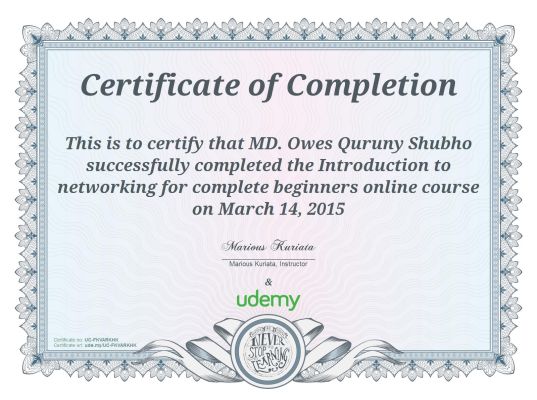 Certificate of Completion
This is to certify that MD. Owes Quruny Shubho
successfully completed the Introduction to
networking for complete beginners online course
on March 14, 2015
Marious Kuriata
Marious Kuriata, Instructor
&
udemy
NEVER
STOP
LEARNING
Certificate no: UC-FKVARKHK
Certificate url: ude.my/UC-FKVARKHK